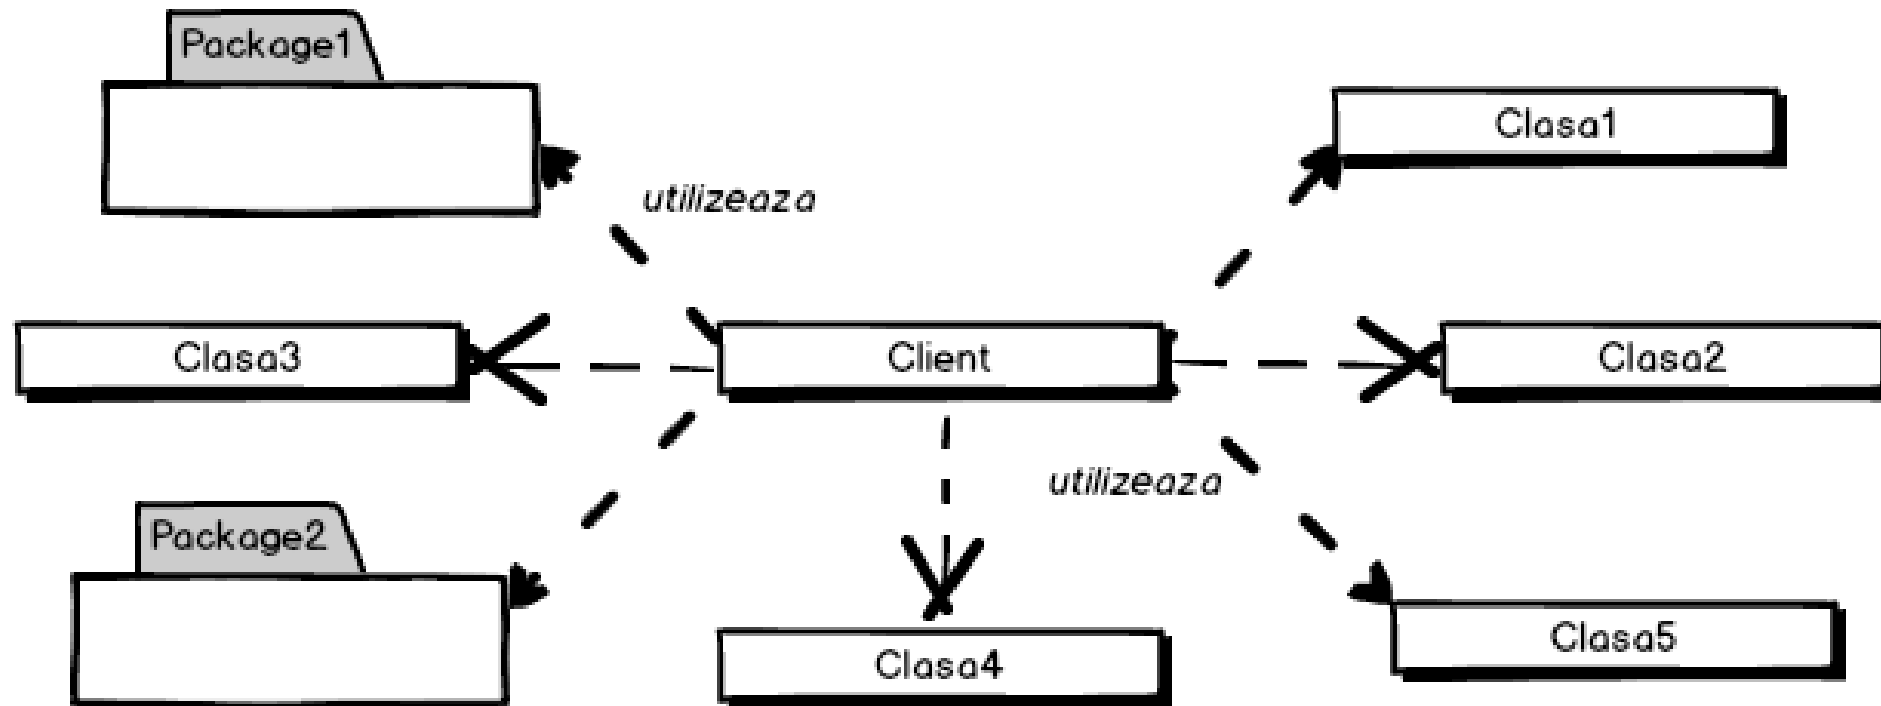 Package1
Clasa1
utilizeaza
Clasa3
Client
Clasa2
utilizeaza
Package2
Clasa4
Clasa5